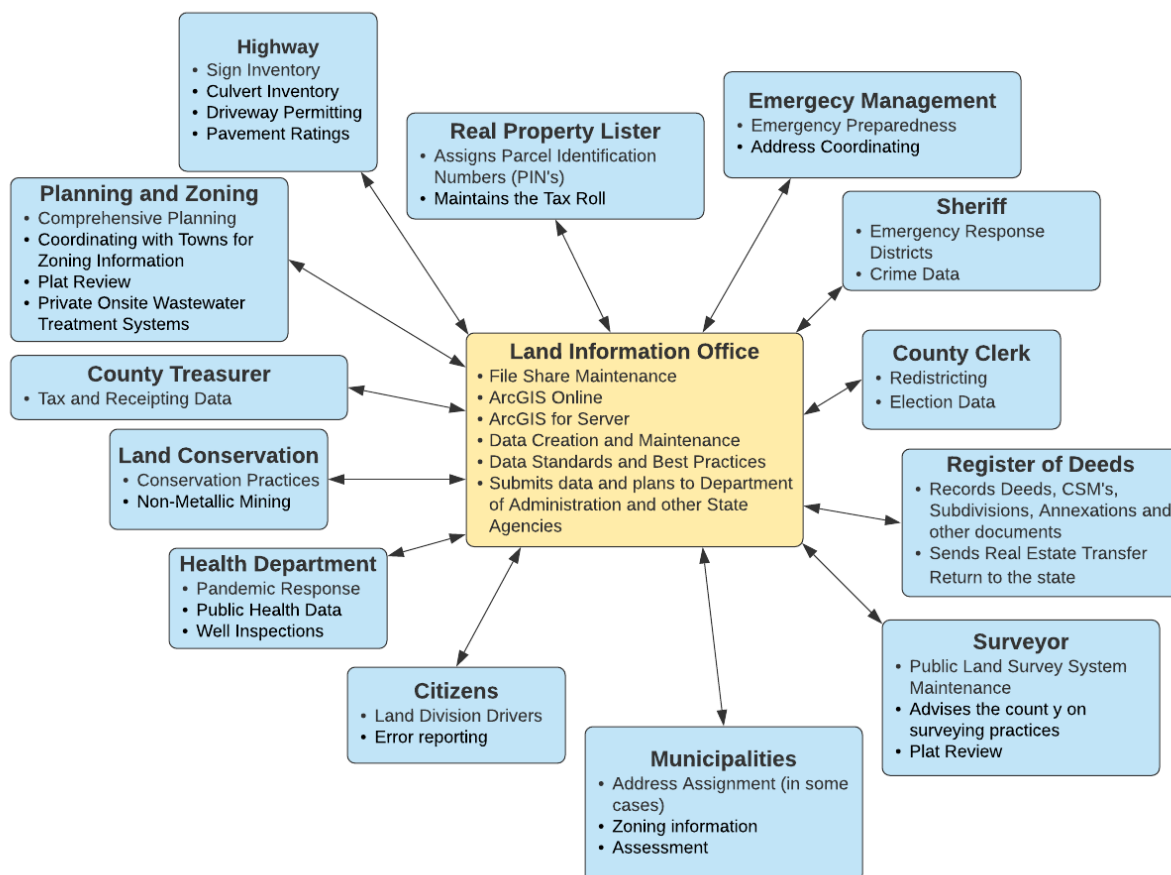 Highway
• Sign Inventory
• Culvert Inventory
• Driveway Permitting
• Pavement Ratings
Real Property Lister
• Assigns Parcel Identification
Numbers (PIN's)
• Maintains the Tax Roll
Emergecy Management
• Emergency Preparedness
• Address Coordinating
Planning and Zoning
• Comprehensive Planning
• Coordinating with Towns for
Zoning Information
• Plat Review
• Private Onsite Wastewater
Treatment Systems
Sheriff
• Emergency Response
Districts
• Crime Data
Land Information Office
• File Share Maintenance
• ArcGIS Online
• ArcGIS for Server
• Data Creation and Maintenance
• Data Standards and Best Practices
• Submits data and plans to Department
of Administration and other State
Agencies
County Treasurer
• Tax and Receipting Data
County Clerk
• Redistricting
• Election Data
Land Conservation
• Conservation Practices
• Non-Metallic Mining
Register of Deeds
• Records Deeds, CSM's,
Subdivisions, Annexations and
other documents
• Sends Real Estate Transfer
Return to the state
Health Department
• Pandemic Response
• Public Health Data
• Well Inspections
Surveyor
• Public Land Survey System
Maintenance
• Advises the count y on
surveying practices
• Plat Review
Citizens
• Land Division Drivers
• Error reporting
Municipalities
• Address Assignment (in some
cases)
• Zoning information
• Assessment